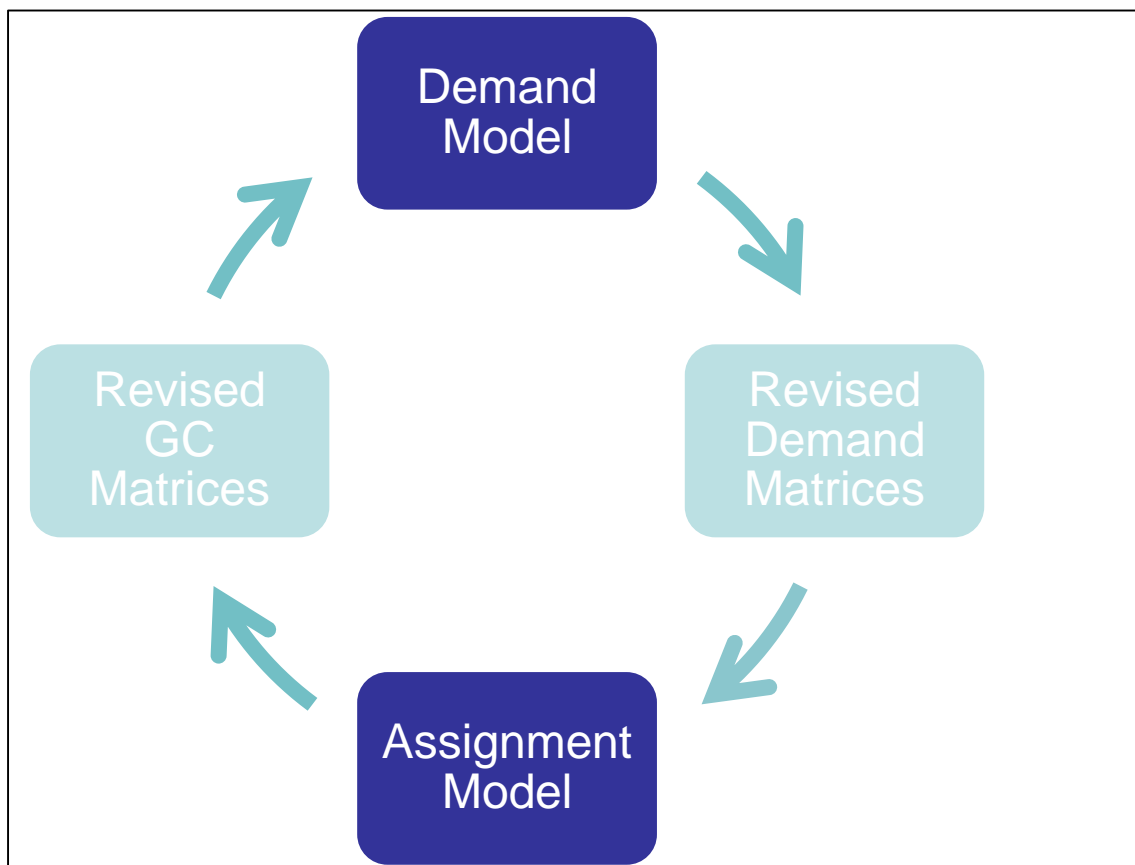 Demand
Model
Revised
GC
Matrices
Revised
Demand
Matrices
Assignment
Model